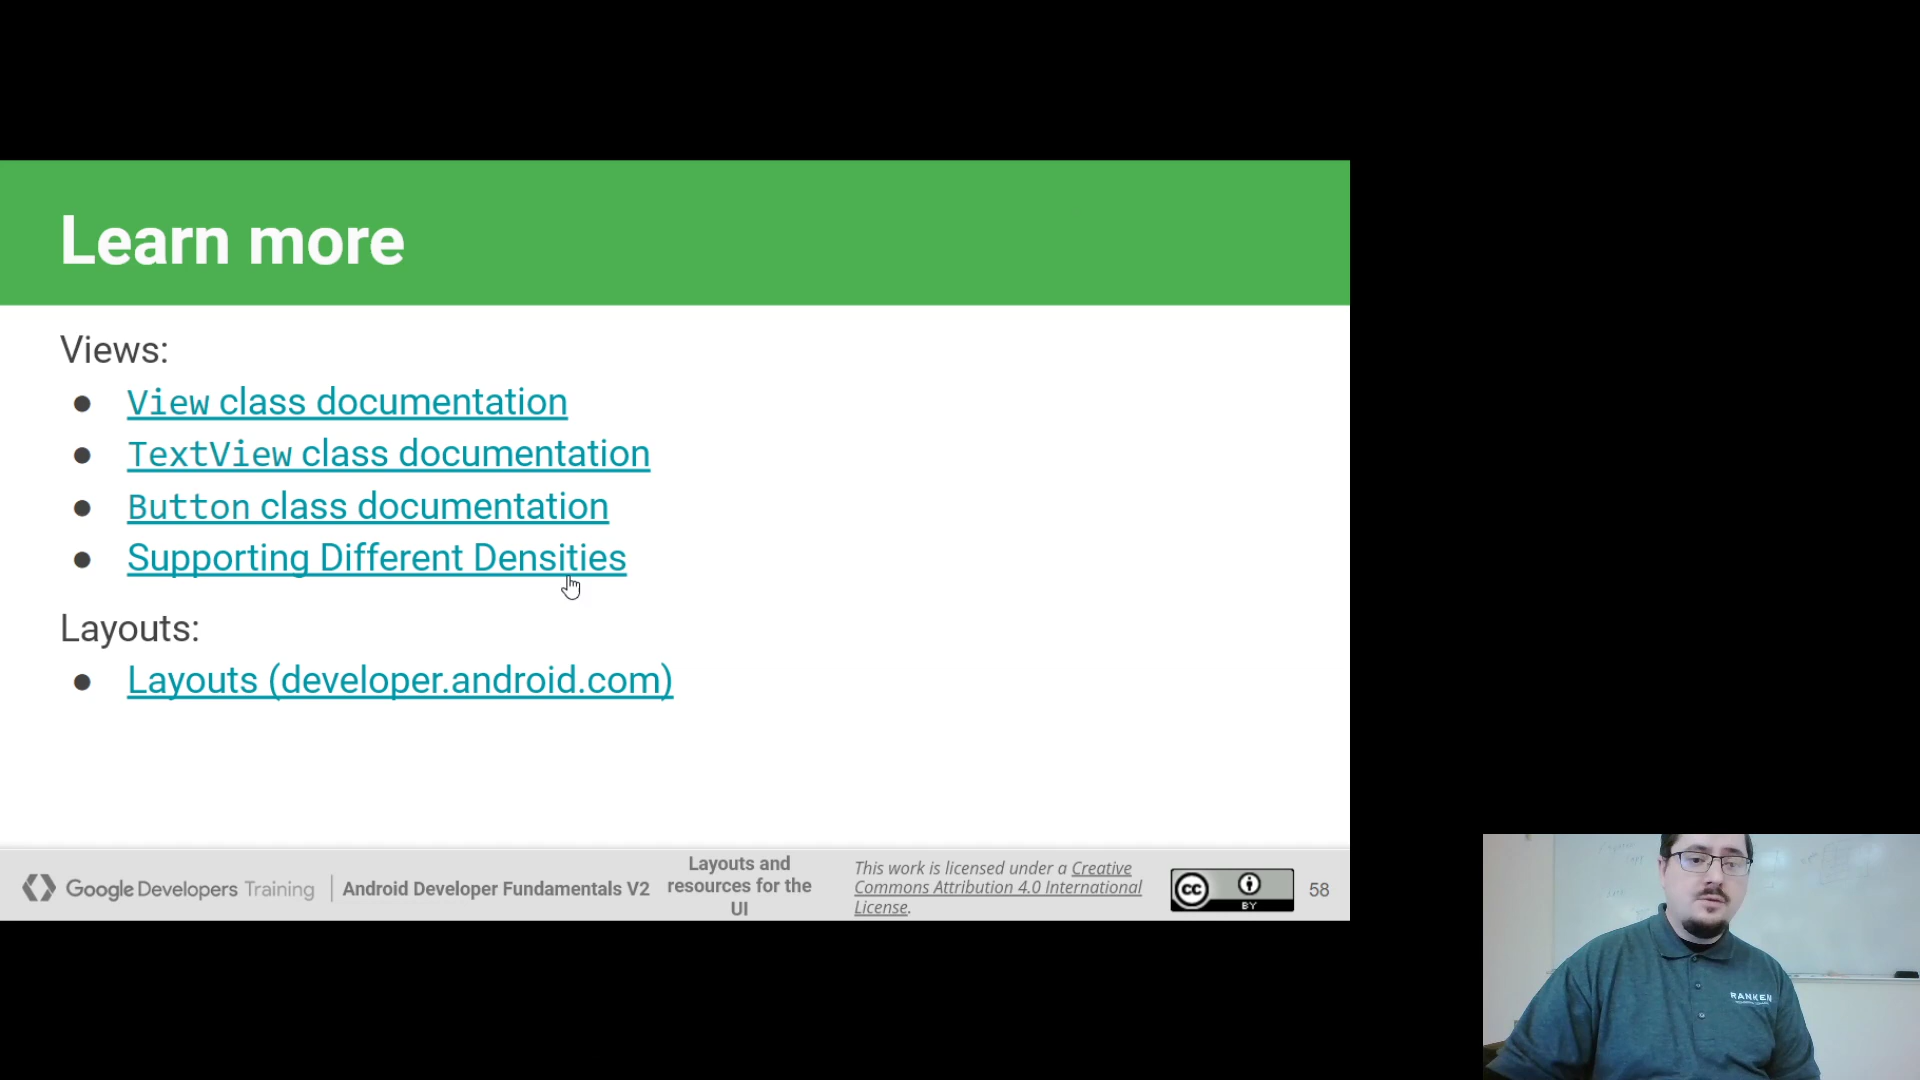 Learn more
Views:
● View class documentation
● TextView class documentation
● Button class documentation
● Supporting Different Densities
Layouts:
● Layouts (developer.android.com)
Google Developers Training
Android Developer Fundamentals V2
Layouts and
resources for the
UI
This work is licensed under a Creative
Commons Attribution 4.0 International
License.
cc
BY
58
RANKEN